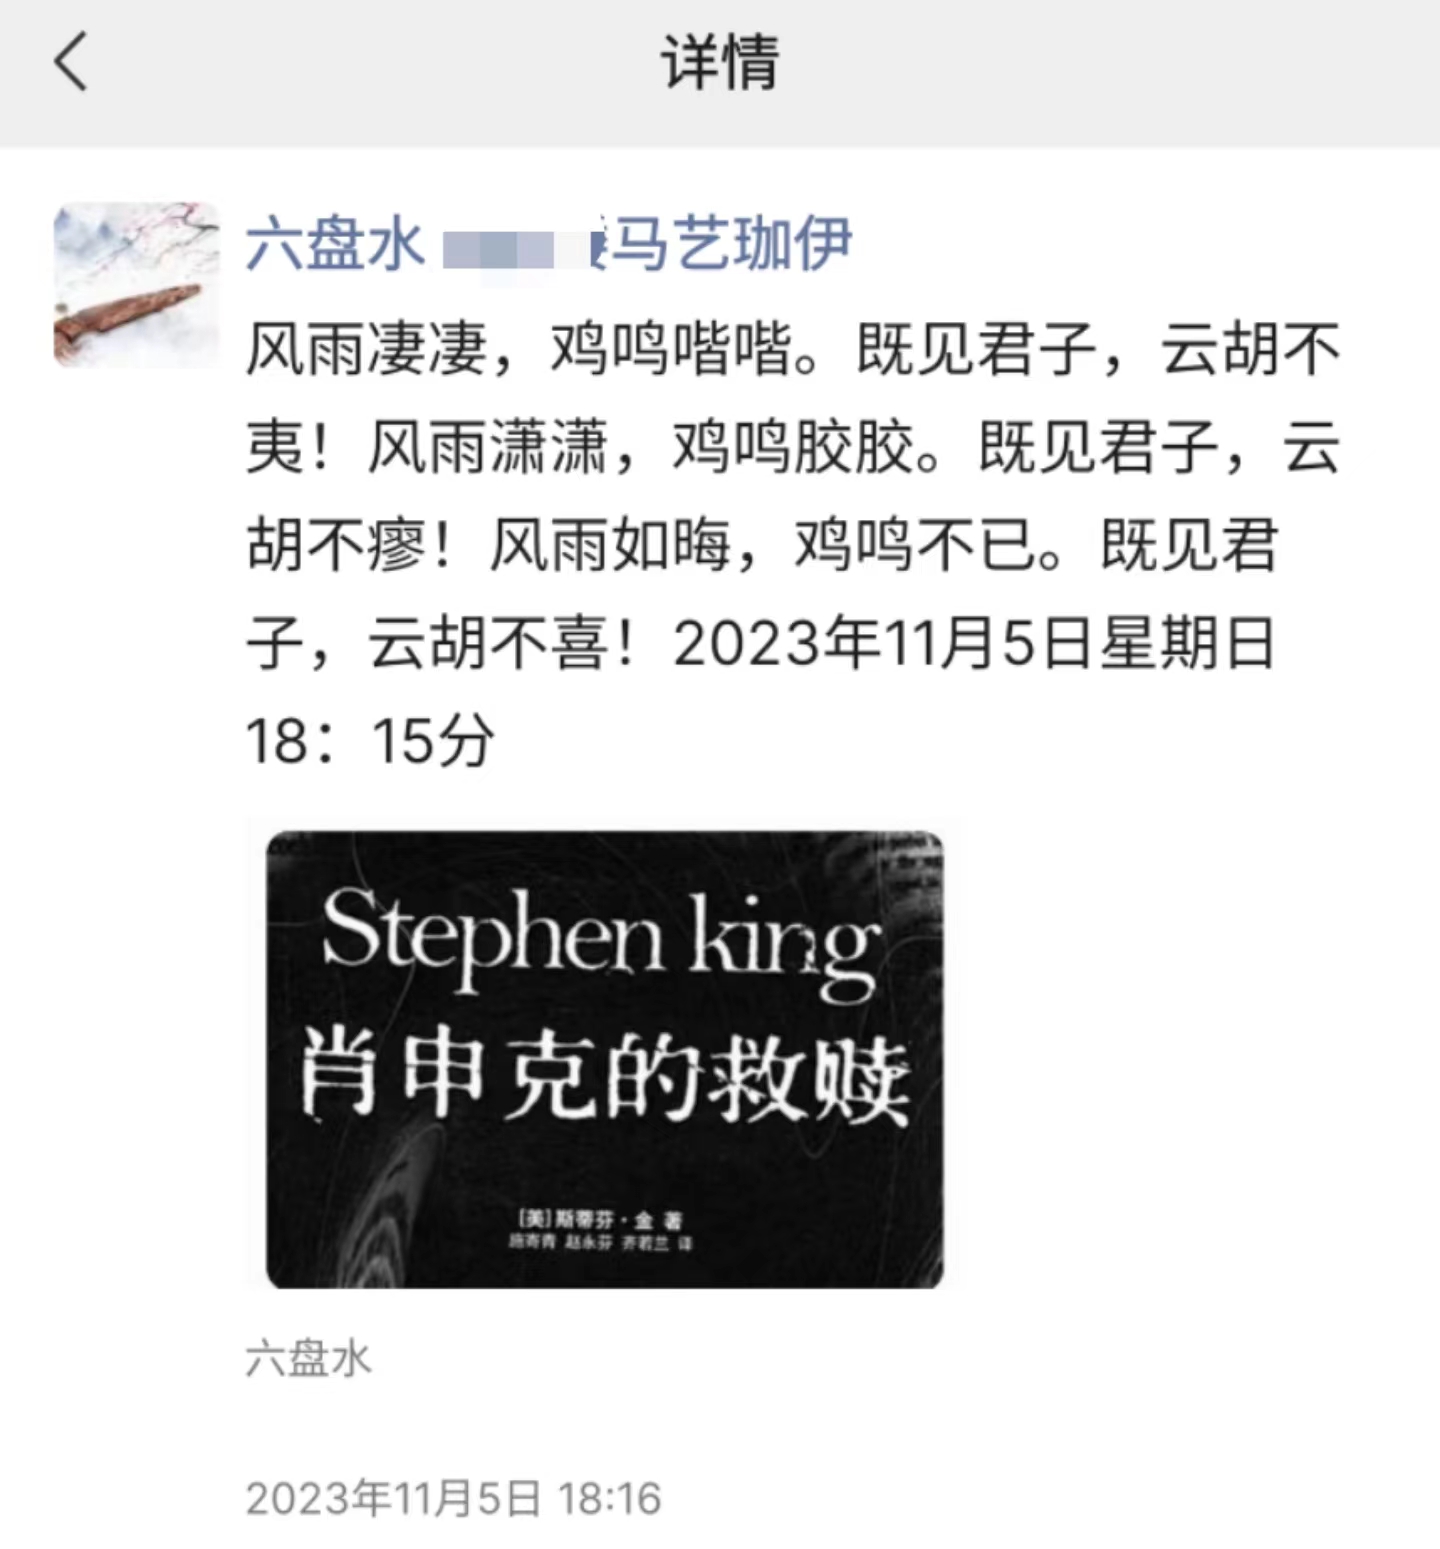 详情
六盘水 马艺珈伊
风雨凄凄，鸡鸣喈喈。既见君子，云胡不
夷！风雨潇潇，鸡鸣胶胶。既见君子，云
胡不瘳！风雨如晦，鸡鸣不已。既见君
子，云胡不喜！2023年11月5日星期日
18：15分
Stephen king
肖申克的救赎
[美]斯蒂芬·金 著
施寄青 赵永芬 齐若兰 译
六盘水
2023年11月5日 18:16